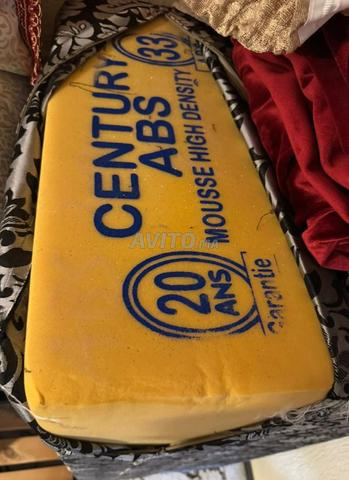 CENTURY
ABS
33
MOUSSE HIGH DENSITY
AVITO.ma
20
ANS
Garantie